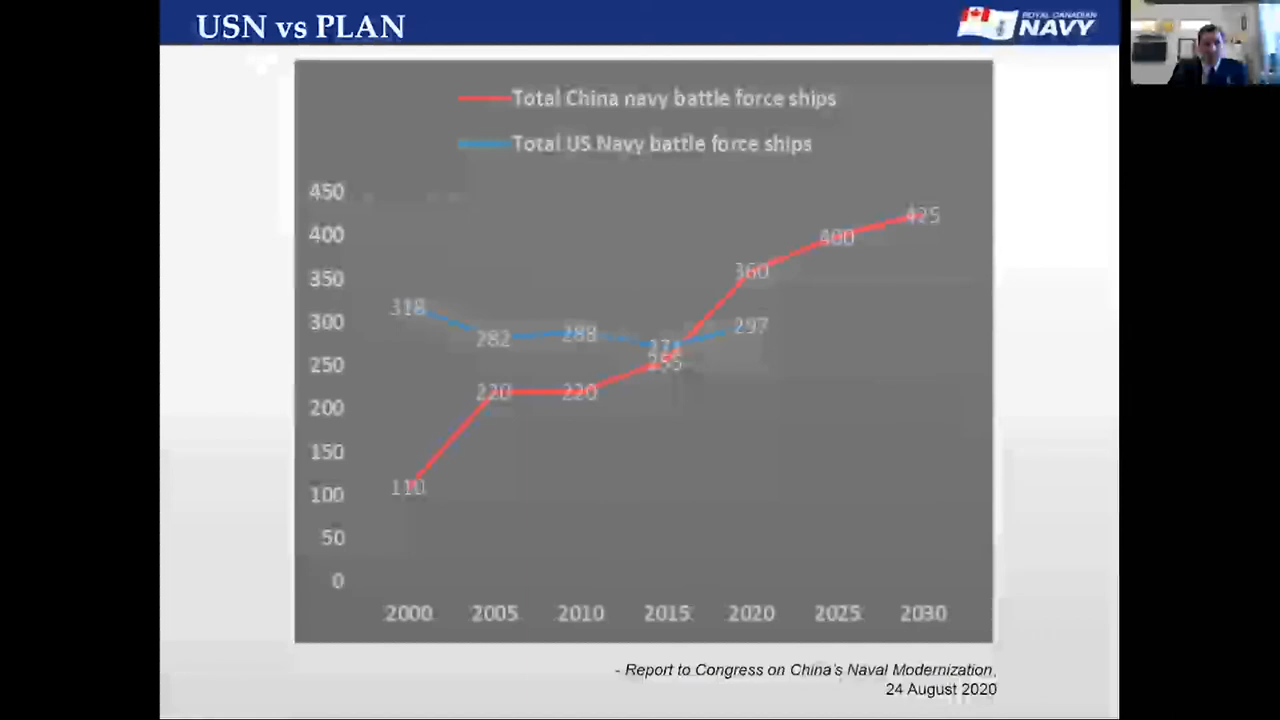 USN vs PLAN
ROYAL CANADIAN
NAVY
Total China navy battle force ships
Total US Navy battle force ships
450
400
350
300
250
200
150
100
50
0
318
282
288
271
297
110
220
220
255
360
400
425
2000 2005 2010 2015 2020 2025 2030
- Report to Congress on China's Naval Modernization,
24 August 2020